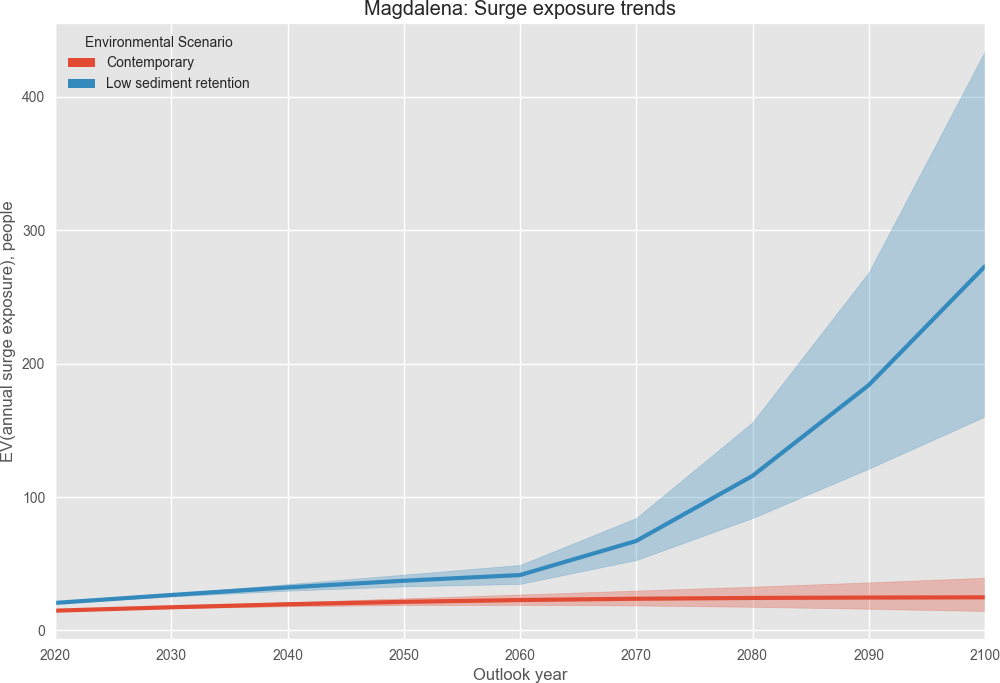 Magdalena: Surge exposure trends
Environmental Scenario
Contemporary
Low sediment retention
EV(annual surge exposure), people
400
300
200
100
0
2020 2030 2040 2050 2060 2070 2080 2090 2100
Outlook year